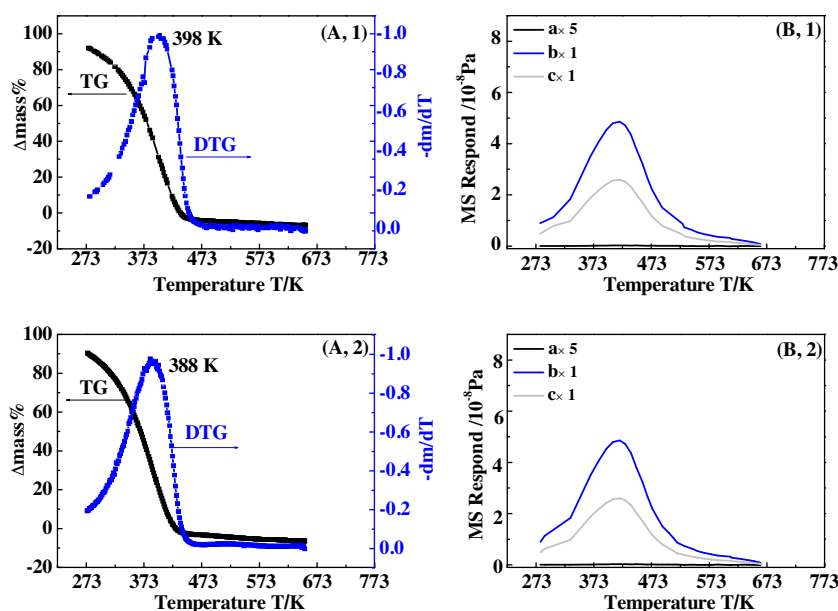 (A, 1)
398 K
TG
DTG
Δmass%
100
80
60
40
20
0
-20
-1.0
-0.8
-0.6
-0.4
-0.2
0.0
-dm/dT
273 373 473 573 673 773
Temperature T/K
(B, 1)
a× 5
b× 1
c× 1
MS Respond /10⁻⁸Pa
8
6
4
2
0
273 373 473 573 673 773
Temperature T/K
(A, 2)
388 K
TG
DTG
Δmass%
100
80
60
40
20
0
-20
-1.0
-0.8
-0.6
-0.4
-0.2
0.0
-dm/dT
273 373 473 573 673 773
Temperature T/K
(B, 2)
a× 5
b× 1
c× 1
MS Respond /10⁻⁸Pa
8
6
4
2
0
273 373 473 573 673 773
Temperature T/K